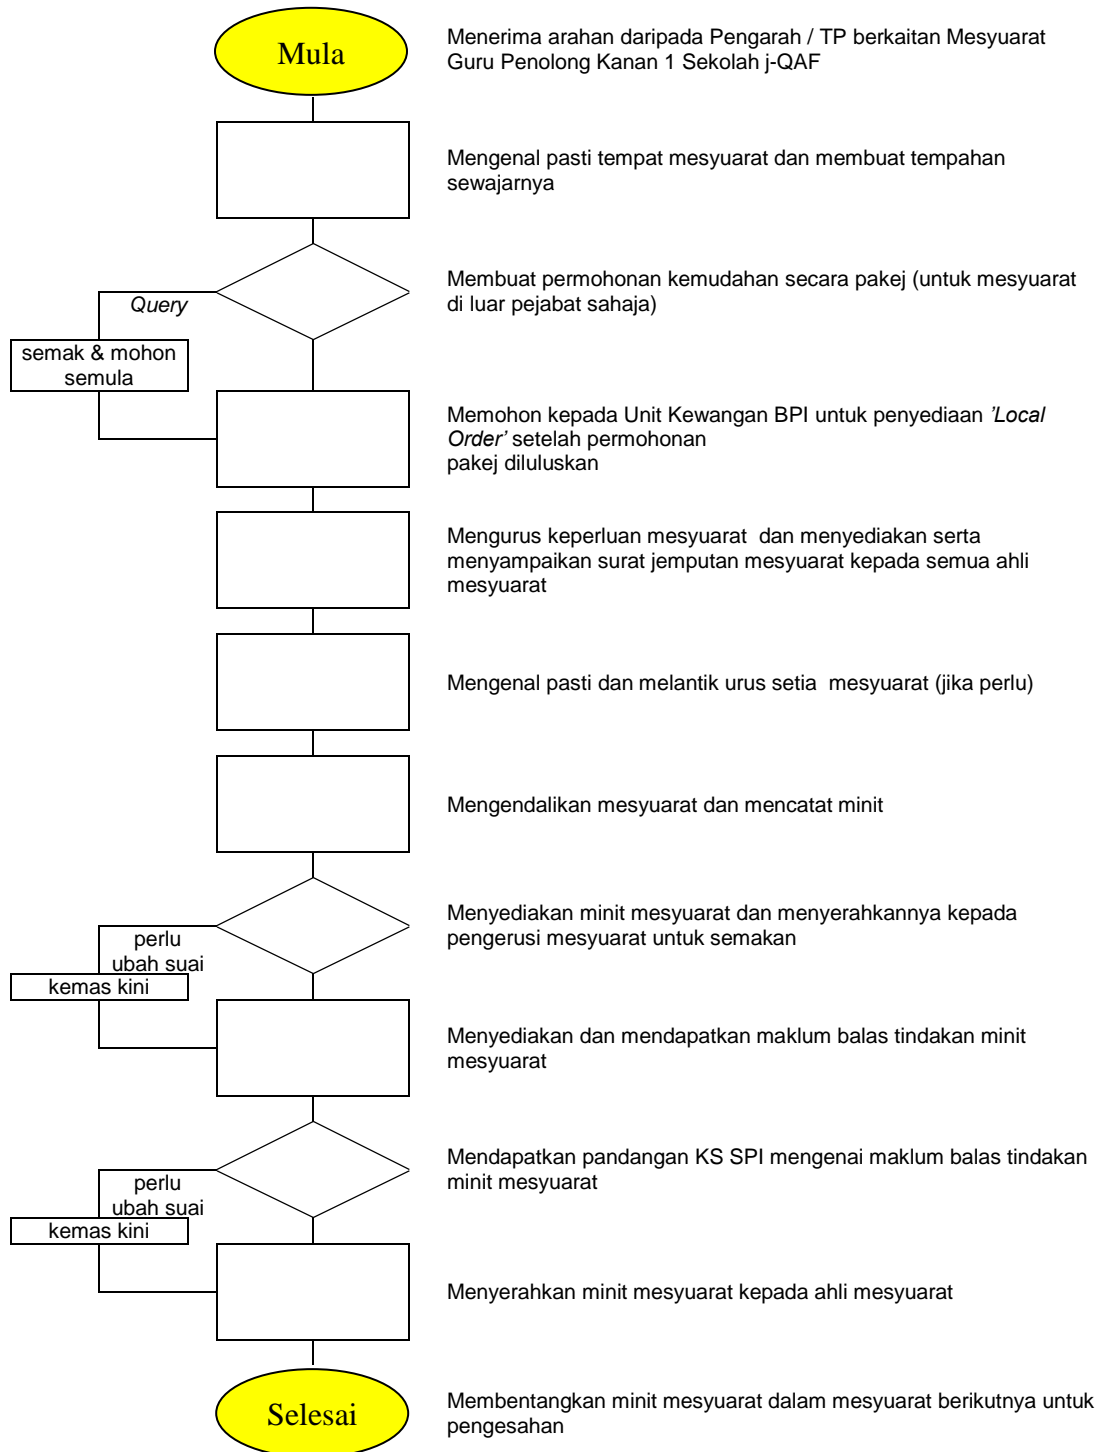 Mula
Menerima arahan daripada Pengarah / TP berkaitan Mesyuarat
Guru Penolong Kanan 1 Sekolah j-QAF
Mengenal pasti tempat mesyuarat dan membuat tempahan
sewajarnya
Membuat permohonan kemudahan secara pakej (untuk mesyuarat
di luar pejabat sahaja)
Query
semak & mohon
semula
Memohon kepada Unit Kewangan BPI untuk penyediaan 'Local
Order' setelah permohonan
pakej diluluskan
Mengurus keperluan mesyuarat dan menyediakan serta
menyampaikan surat jemputan mesyuarat kepada semua ahli
mesyuarat
Mengenal pasti dan melantik urus setia mesyuarat (jika perlu)
Mengendalikan mesyuarat dan mencatat minit
Menyediakan minit mesyuarat dan menyerahkannya kepada
pengerusi mesyuarat untuk semakan
perlu
ubah suai
kemas kini
Menyediakan dan mendapatkan maklum balas tindakan minit
mesyuarat
Mendapatkan pandangan KS SPI mengenai maklum balas tindakan
minit mesyuarat
perlu
ubah suai
kemas kini
Menyerahkan minit mesyuarat kepada ahli mesyuarat
Selesai
Membentangkan minit mesyuarat dalam mesyuarat berikutnya untuk
pengesahan